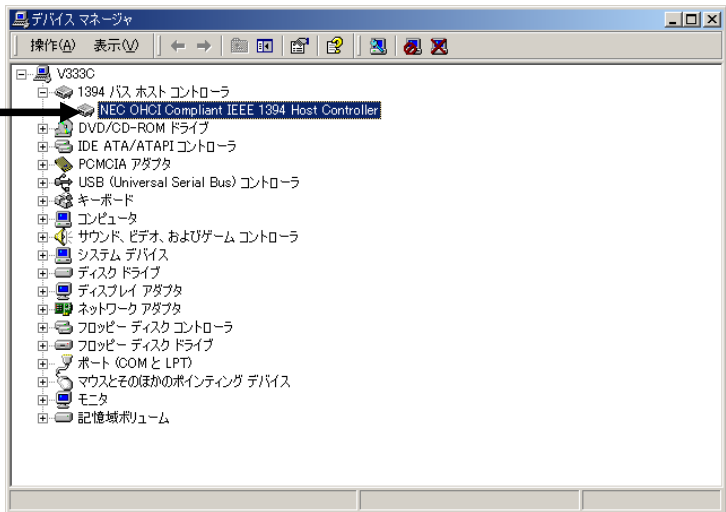 デバイス マネージャ
操作(A) 表示(V)
V333C
1394 バス ホスト コントローラ
NEC OHCI Compliant IEEE 1394 Host Controller
DVD/CD-ROM ドライブ
IDE ATA/ATAPI コントローラ
PCMCIA アダプタ
USB (Universal Serial Bus) コントローラ
キーボード
コンピュータ
サウンド、ビデオ、およびゲーム コントローラ
システム デバイス
ディスク ドライブ
ディスプレイ アダプタ
ネットワーク アダプタ
フロッピー ディスク コントローラ
フロッピー ディスク ドライブ
ポート (COM と LPT)
マウスとそのほかのポインティング デバイス
モニタ
記憶域ボリューム